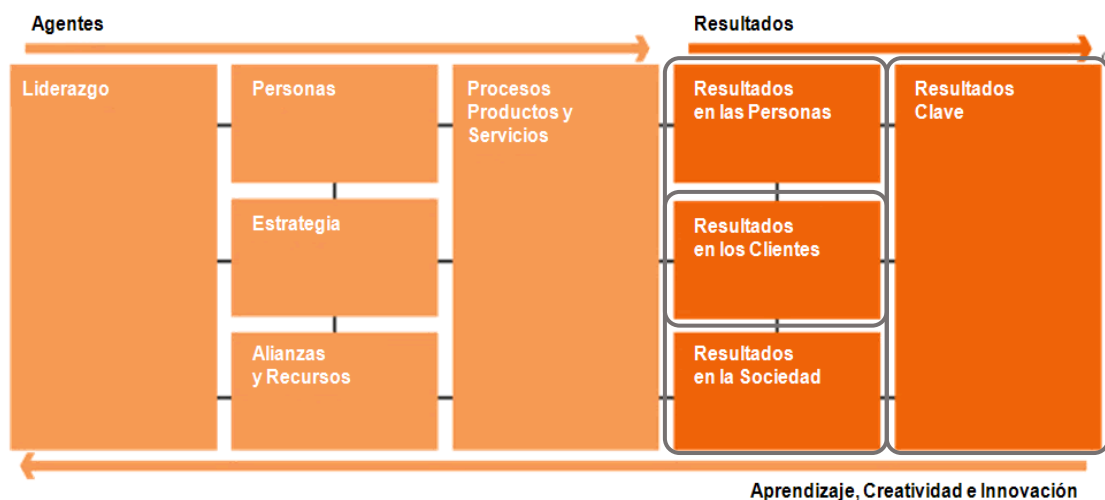 Agentes
Resultados
Liderazgo
Personas
Procesos
Productos y
Servicios
Resultados
en las Personas
Resultados
Clave
Estrategia
Resultados
en los Clientes
Alianzas
y Recursos
Resultados
en la Sociedad
Aprendizaje, Creatividad e Innovación